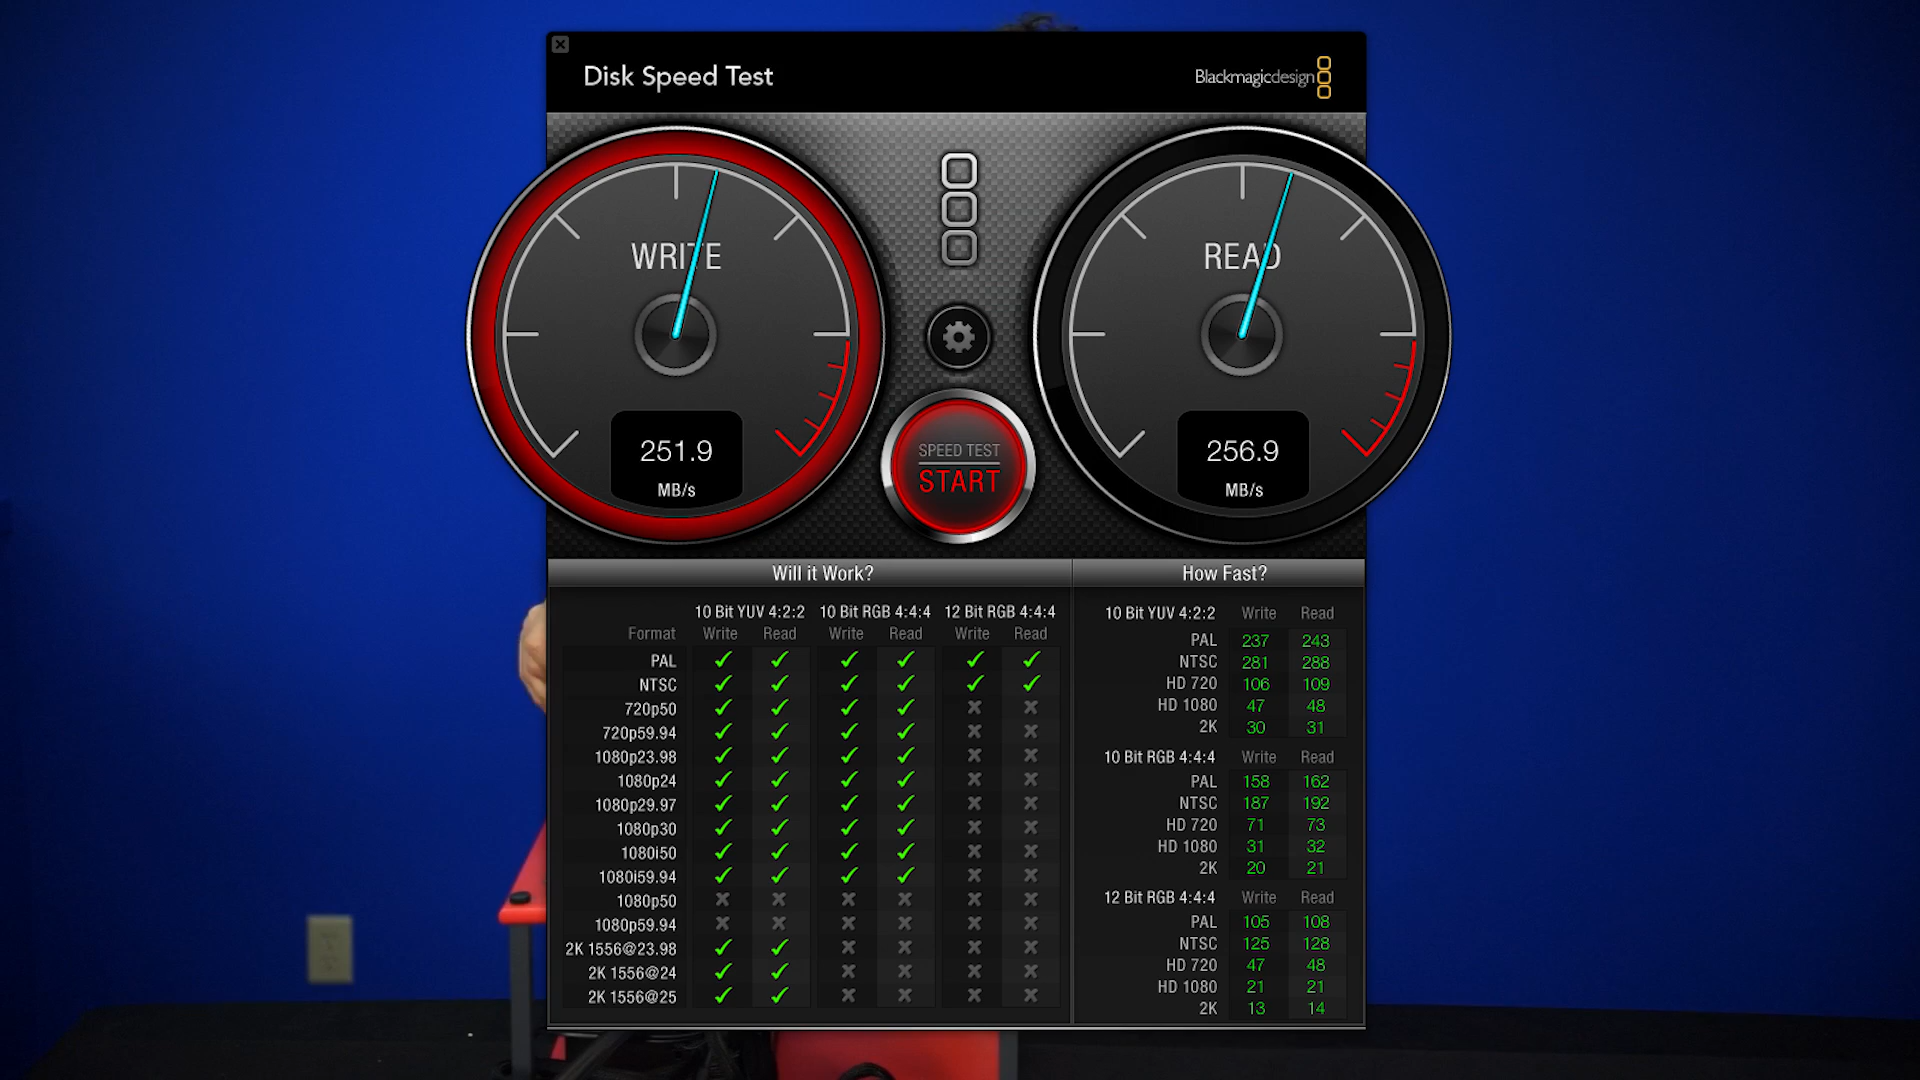 Disk Speed Test
Blackmagicdesign
WRITE
READ
251.9
MB/s
SPEED TEST
START
256.9
MB/s
Will it Work?
How Fast?
10 Bit YUV 4:2:2 10 Bit RGB 4:4:4 12 Bit RGB 4:4:4
Format Write Read Write Read Write Read
PAL
NTSC
720p50
720p59.94
1080p23.98
1080p24
1080p29.97
1080p30
1080i50
1080i59.94
1080p50
1080p59.94
2K 1556@23.98
2K 1556@24
2K 1556@25
10 Bit YUV 4:2:2 Write Read
PAL 237 243
NTSC 281 288
HD 720 106 109
HD 1080 47 48
2K 30 31
10 Bit RGB 4:4:4 Write Read
PAL 158 162
NTSC 187 192
HD 720 71 73
HD 1080 31 32
2K 20 21
12 Bit RGB 4:4:4 Write Read
PAL 105 108
NTSC 125 128
HD 720 47 48
HD 1080 21 21
2K 13 14